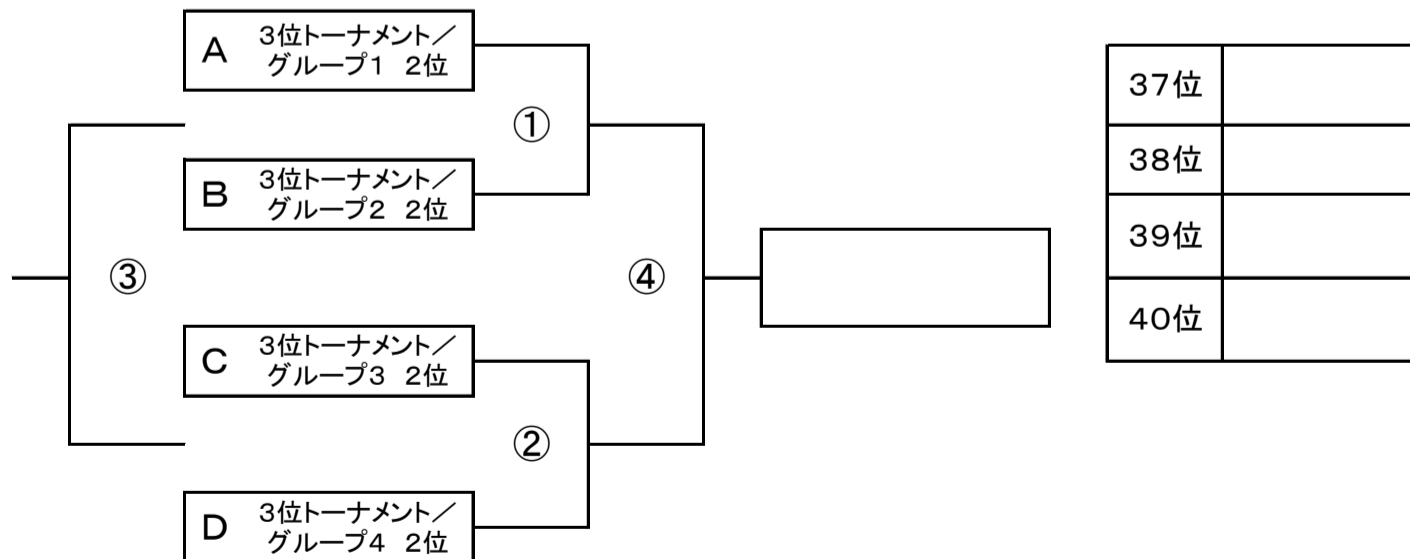 A 3位トーナメント／
グループ1 2位
①
B 3位トーナメント／
グループ2 2位
③
④
C 3位トーナメント／
グループ3 2位
②
D 3位トーナメント／
グループ4 2位
37位
38位
39位
40位